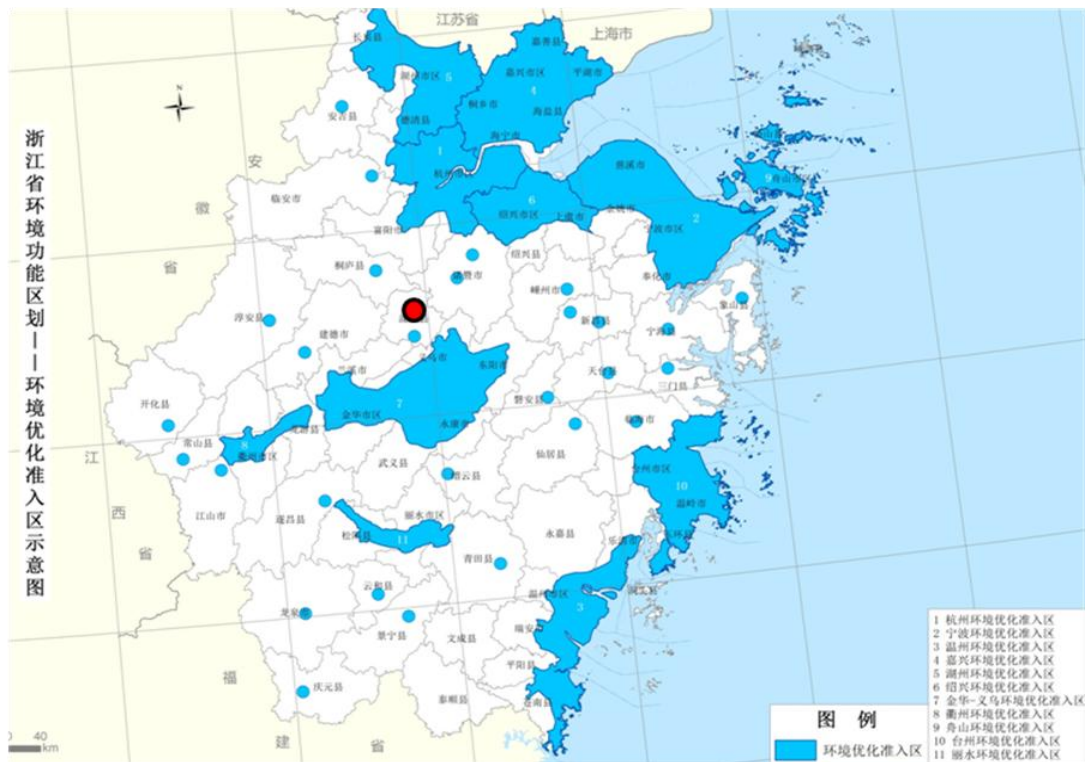 浙江省环境功能区划——环境优化准入区示意图
江苏省
上海市
安
徽
省
江
西
省
福
建
省
N
长兴县
湖州市区
5
嘉善县
嘉兴市区
平湖市
4
桐乡市
海盐县
安吉县
德清县
海宁市
1
杭州市区
慈溪市
9
舟山市区
临安市
6
绍兴市区
上虞市
余姚市
2
宁波市区
富阳市
绍兴县
桐庐县
诸暨市
嵊州市
奉化市
象山县
淳安县
建德市
新昌县
宁海县
义乌市
东阳市
兰溪市
天台县
三门县
开化县
金华市区
7
磐安县
永康市
临海市
龙游县
8
常山县
衢州市区
武义县
仙居县
台州市区
缙云县
10
江山市
遂昌县
丽水市区
温岭市
松阳县
11
永嘉县
乐清市
玉环县
青田县
云和县
温州市区
3
洞头县
龙泉市
瑞安市
景宁县
文成县
平阳县
庆元县
泰顺县
苍南县
0 40
km
图 例
环境优化准入区
1 杭州环境优化准入区
2 宁波环境优化准入区
3 温州环境优化准入区
4 嘉兴环境优化准入区
5 湖州环境优化准入区
6 绍兴环境优化准入区
7 金华-义乌环境优化准入区
8 衢州环境优化准入区
9 舟山环境优化准入区
10 台州环境优化准入区
11 丽水环境优化准入区